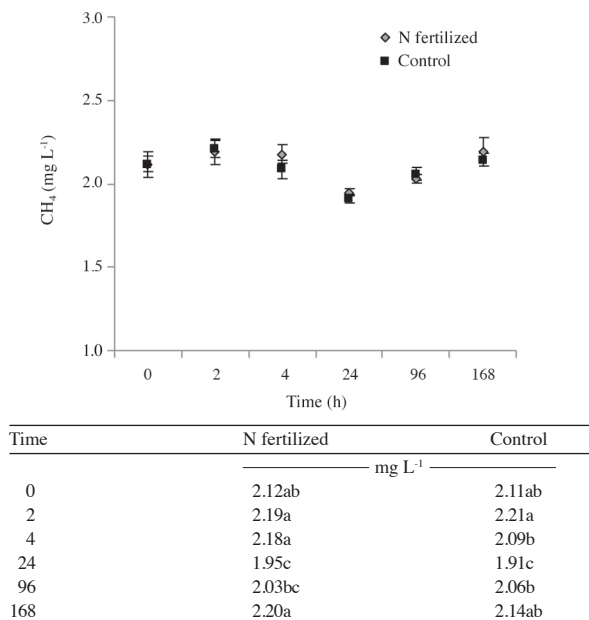 3.0
N fertilized
Control
2.5
2.0
1.5
1.0
CH₄ (mg L⁻¹)
0 2 4 24 96 168
Time (h)
Time N fertilized Control
mg L⁻¹
0 2.12ab 2.11ab
2 2.19a 2.21a
4 2.18a 2.09b
24 1.95c 1.91c
96 2.03bc 2.06b
168 2.20a 2.14ab